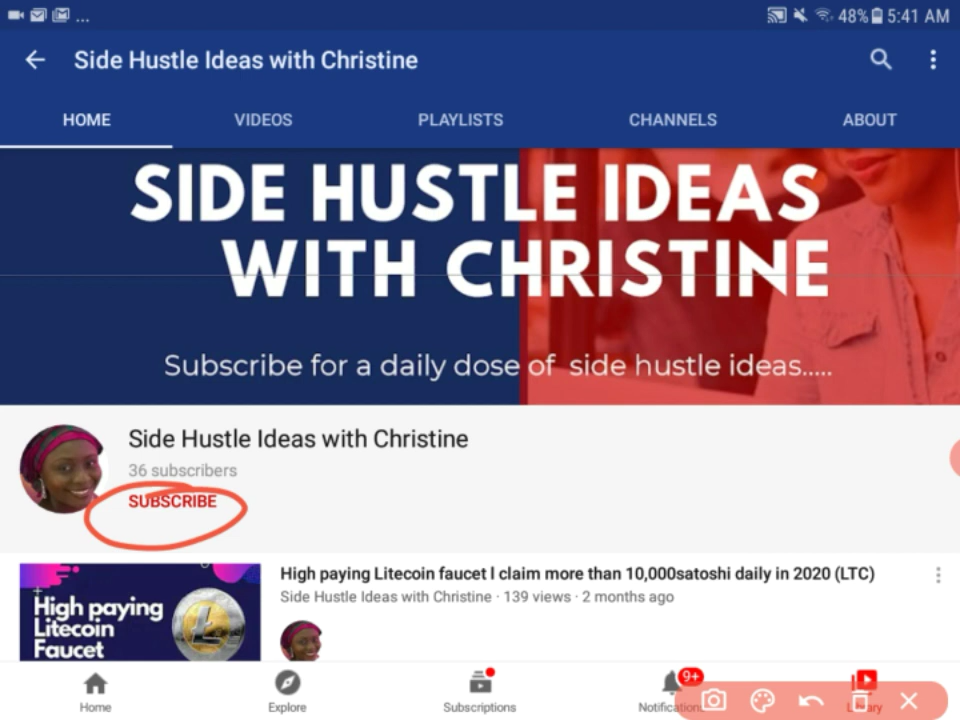 ... 48% 5:41 AM
Side Hustle Ideas with Christine
HOME VIDEOS PLAYLISTS CHANNELS ABOUT
SIDE HUSTLE IDEAS
WITH CHRISTINE
Subscribe for a daily dose of side hustle ideas.....
Side Hustle Ideas with Christine
36 subscribers
SUBSCRIBE
High paying
Litecoin
Faucet
High paying Litecoin faucet l claim more than 10,000satoshi daily in 2020 (LTC)
Side Hustle Ideas with Christine · 139 views · 2 months ago
9+
Home Explore Subscriptions Notification Library